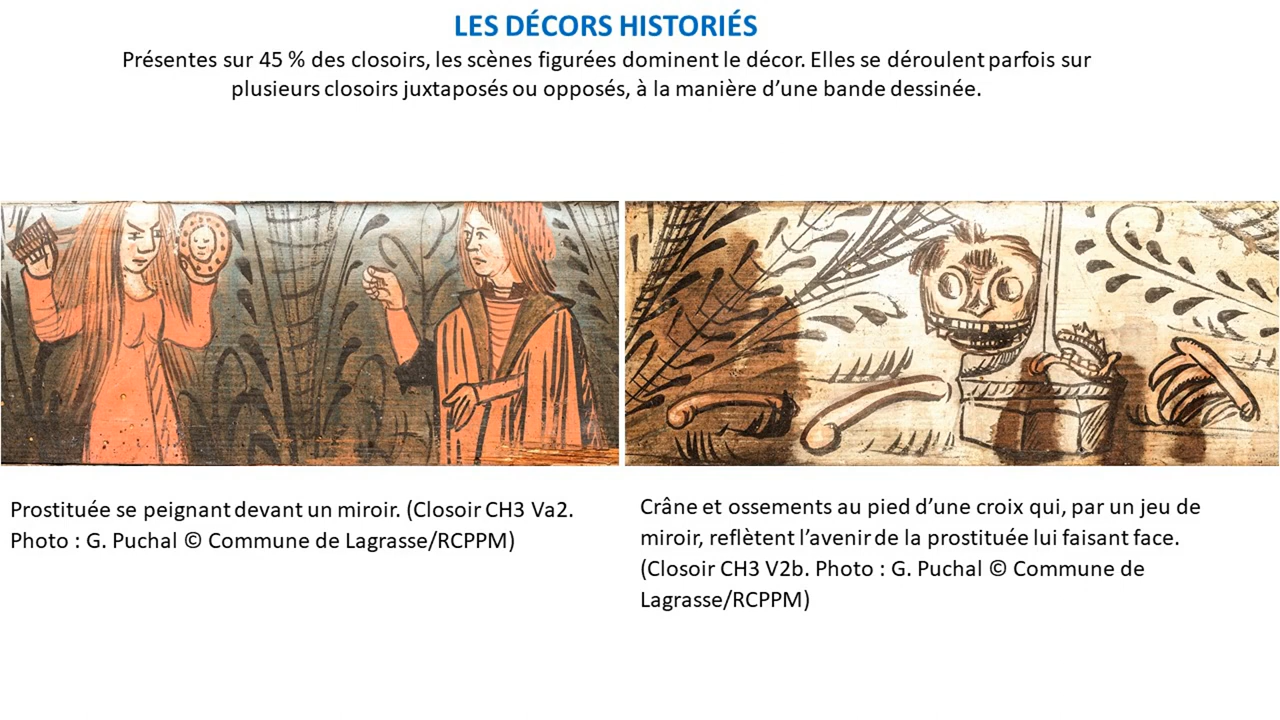 LES DÉCORS HISTORIÉS
Présentes sur 45 % des closoirs, les scènes figurées dominent le décor. Elles se déroulent parfois sur
plusieurs closoirs juxtaposés ou opposés, à la manière d’une bande dessinée.
Prostituée se peignant devant un miroir. (Closoir CH3 Va2.
Photo : G. Puchal © Commune de Lagrasse/RCPPM)
Crâne et ossements au pied d’une croix qui, par un jeu de
miroir, reflètent l’avenir de la prostituée lui faisant face.
(Closoir CH3 V2b. Photo : G. Puchal © Commune de
Lagrasse/RCPPM)